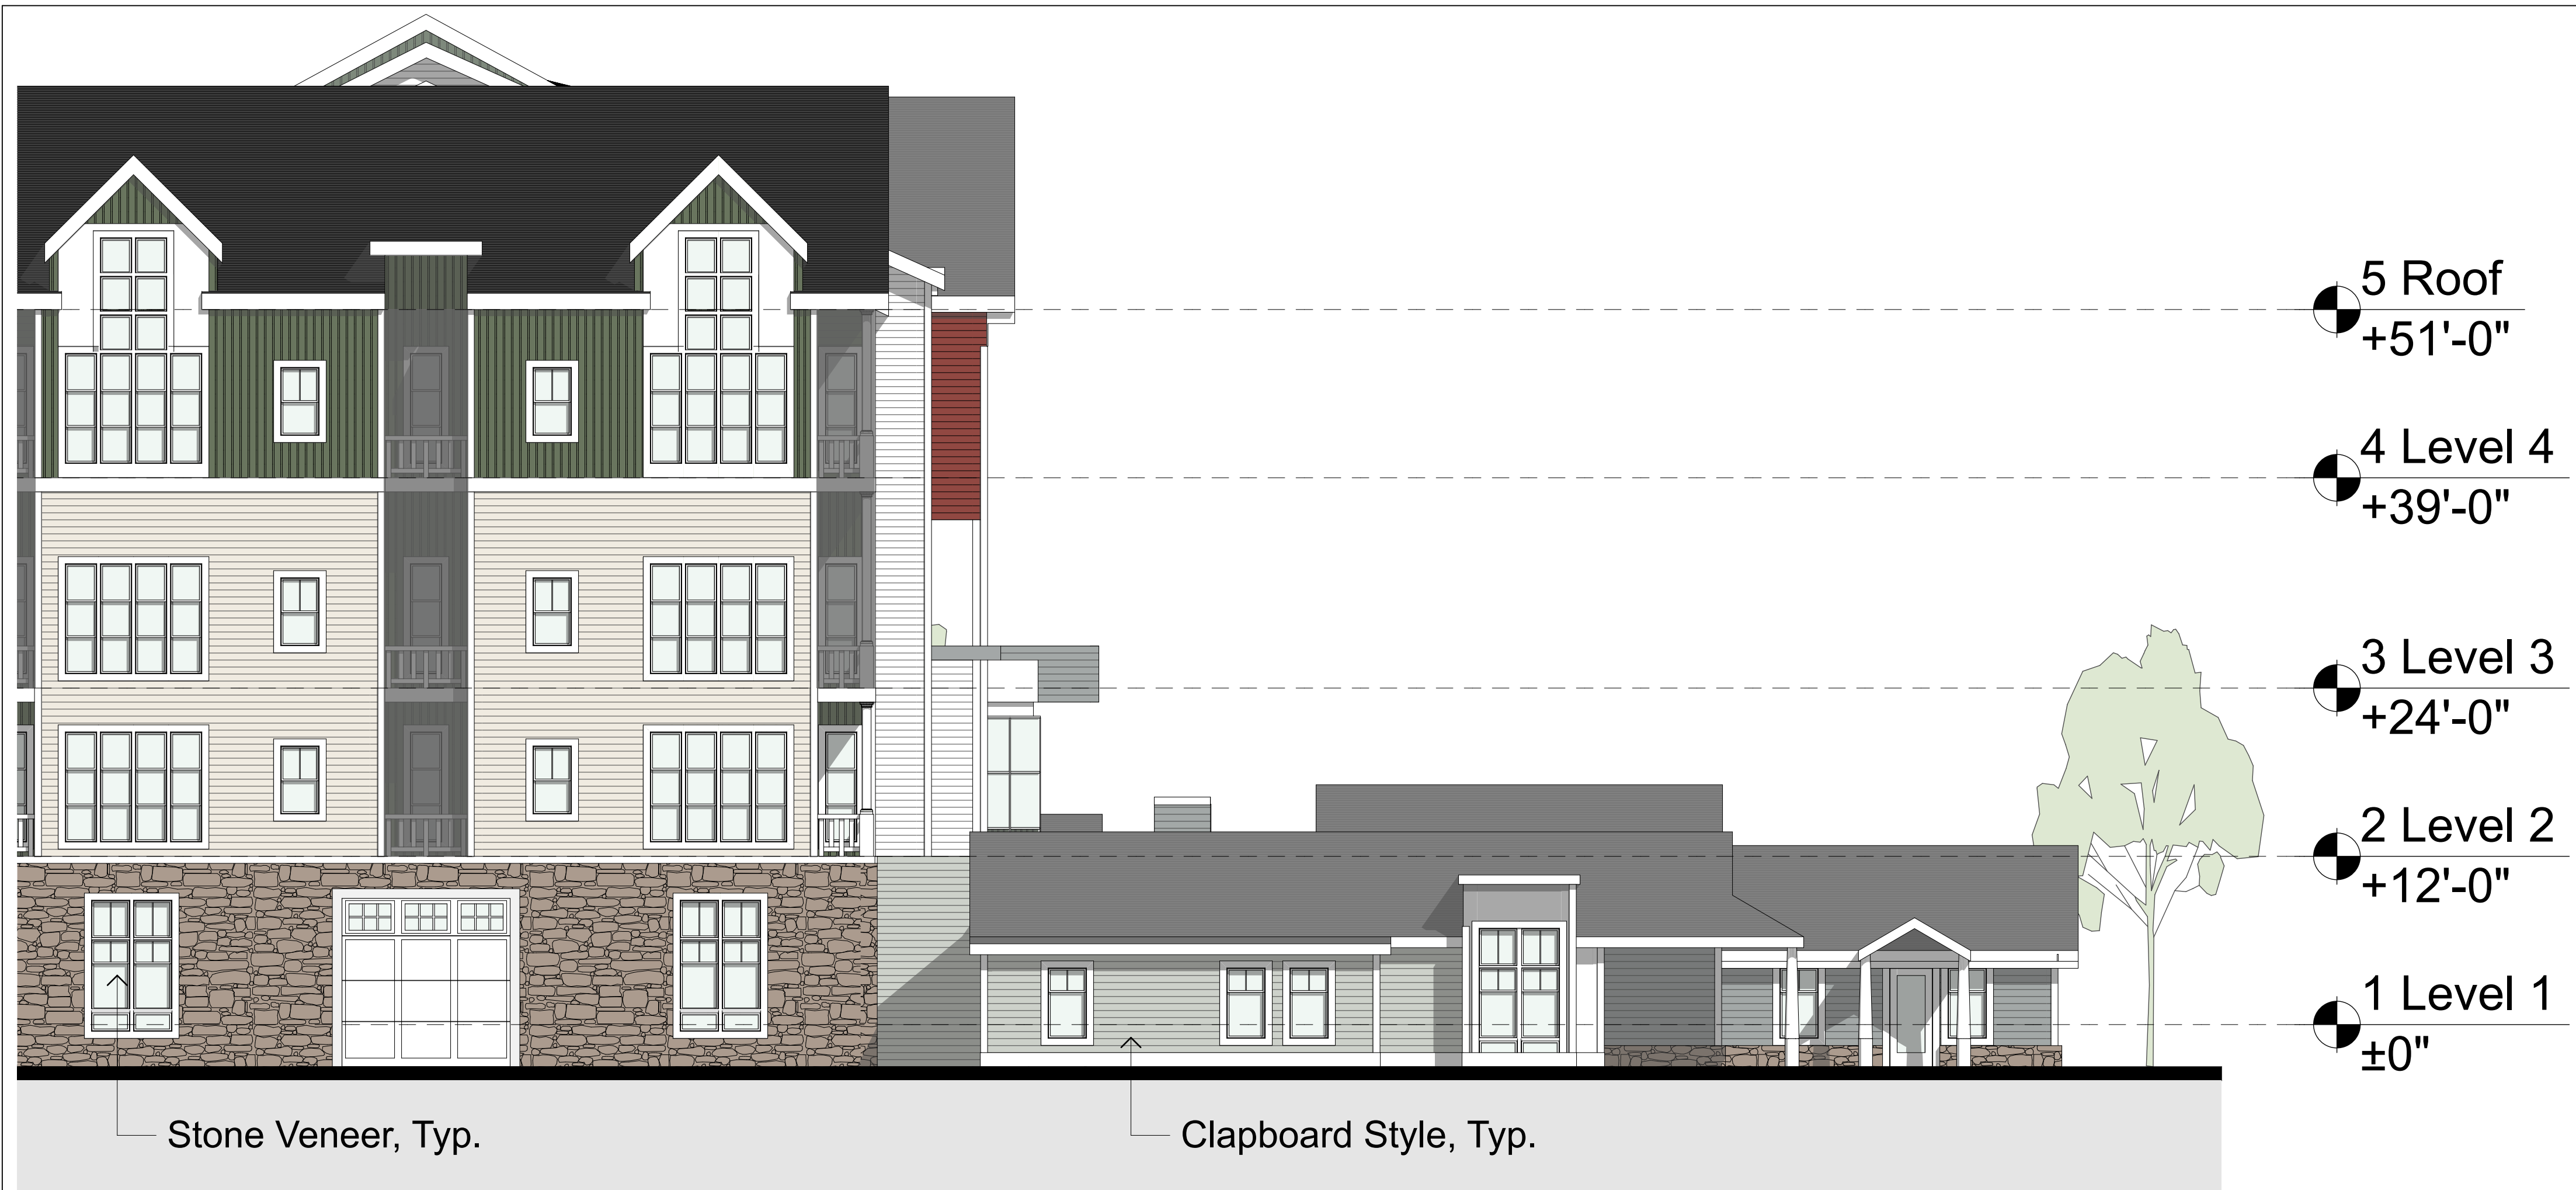 5 Roof
+51'-0"
4 Level 4
+39'-0"
3 Level 3
+24'-0"
2 Level 2
+12'-0"
1 Level 1
±0"
Stone Veneer, Typ.
Clapboard Style, Typ.